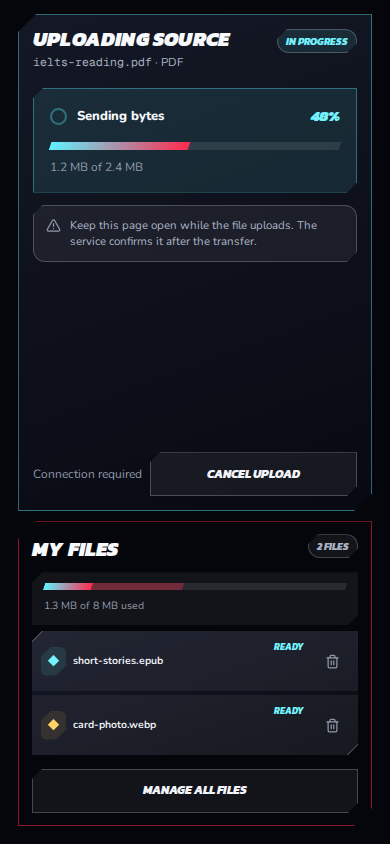 UPLOADING SOURCE
IN PROGRESS
ielts-reading.pdf · PDF
Sending bytes
48%
1.2 MB of 2.4 MB
Keep this page open while the file uploads. The
service confirms it after the transfer.
Connection required
CANCEL UPLOAD
MY FILES
2 FILES
1.3 MB of 8 MB used
READY
short-stories.epub
READY
card-photo.webp
MANAGE ALL FILES